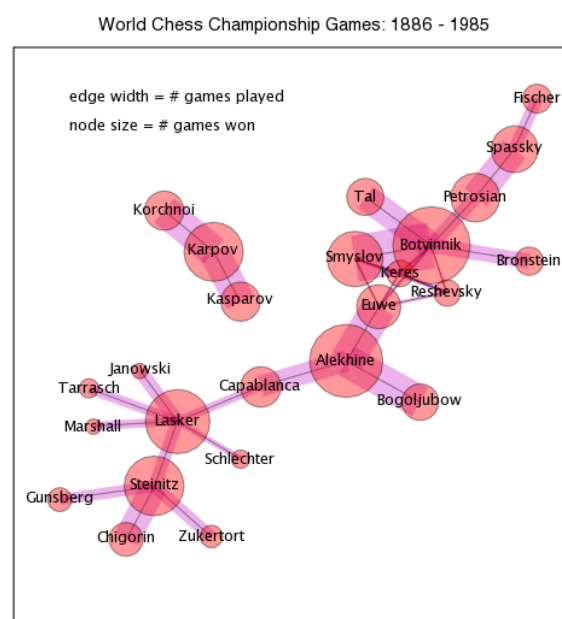 World Chess Championship Games: 1886 - 1985
edge width = # games played
node size = # games won
Fischer
Spassky
Petrosian
Tal
Korchnoi
Botvinnik
Karpov
Smyslov
Bronstein
Keres
Reshevsky
Kasparov
Euwe
Alekhine
Janowski
Capablanca
Tarrasch
Bogoljubow
Lasker
Marshall
Schlechter
Steinitz
Gunsberg
Chigorin
Zukertort